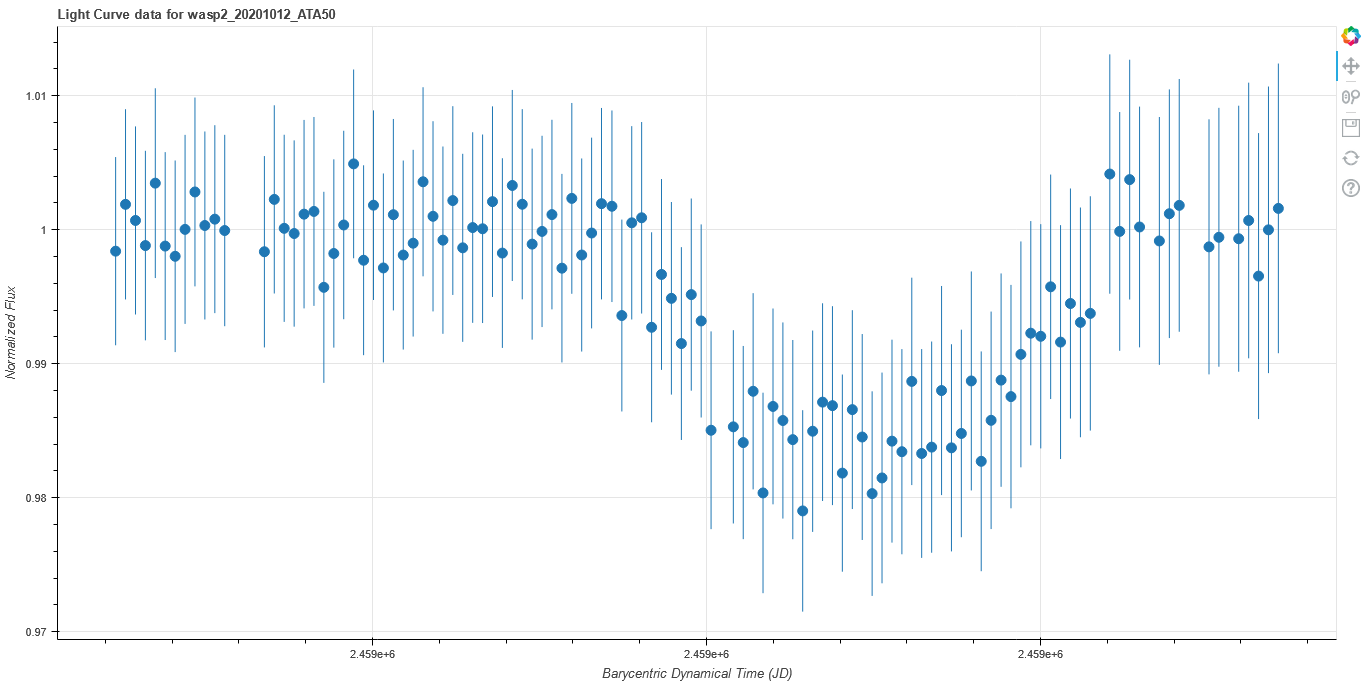 Light Curve data for wasp2_20201012_ATA50
1.01
1
0.99
0.98
0.97
Normalized Flux
2.459e+6 2.459e+6 2.459e+6
Barycentric Dynamical Time (JD)